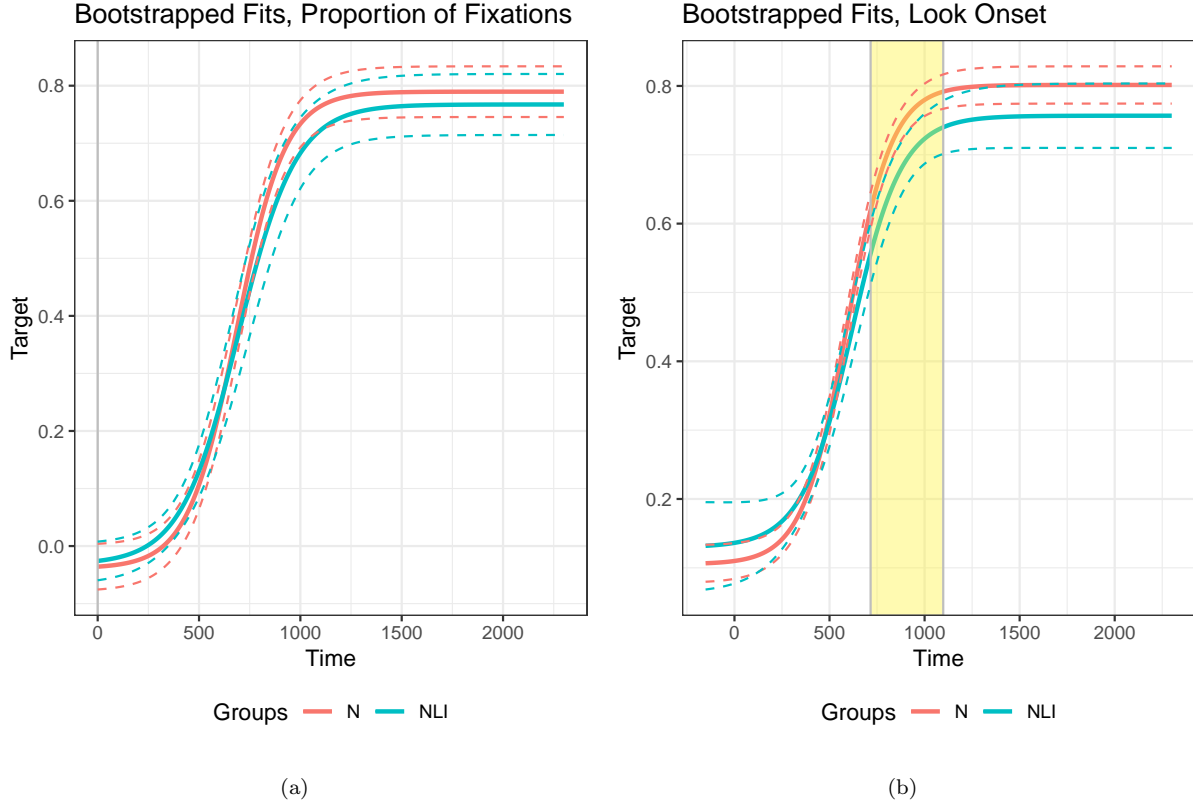 Bootstrapped Fits, Proportion of Fixations
Target
0.8
0.6
0.4
0.2
0.0
0 500 1000 1500 2000
Time
Groups N NLI
(a)
Bootstrapped Fits, Look Onset
Target
0.8
0.6
0.4
0.2
0 500 1000 1500 2000
Time
Groups N NLI
(b)